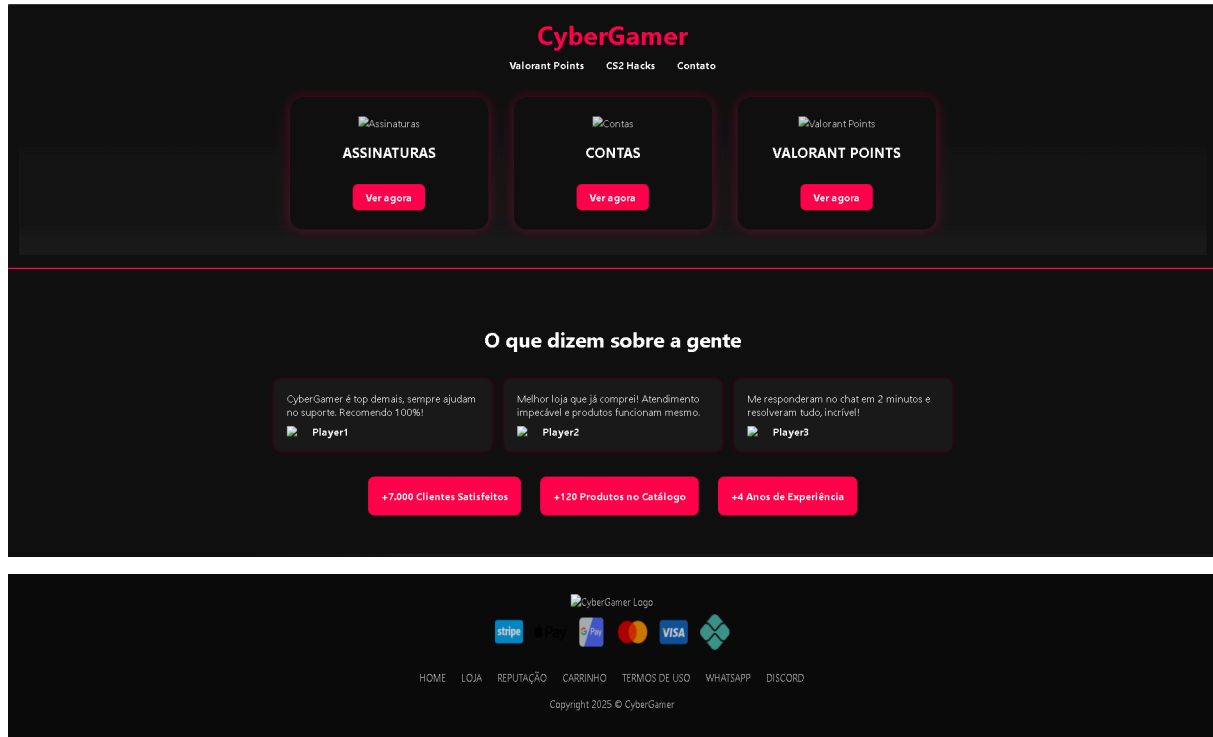 CyberGamer
Valorant Points CS2 Hacks Contato
Assinaturas
ASSINATURAS
Ver agora
Contas
CONTAS
Ver agora
Valorant Points
VALORANT POINTS
Ver agora
O que dizem sobre a gente
CyberGamer é top demais, sempre ajudam
no suporte. Recomendo 100%!
Player1
Melhor loja que já comprei! Atendimento
impecável e produtos funcionam mesmo.
Player2
Me responderam no chat em 2 minutos e
resolveram tudo, incrível!
Player3
+7.000 Clientes Satisfeitos
+120 Produtos no Catálogo
+4 Anos de Experiência
CyberGamer Logo
stripe Pay G Pay VISA
HOME LOJA REPUTAÇÃO CARRINHO TERMOS DE USO WHATSAPP DISCORD
Copyright 2025 © CyberGamer